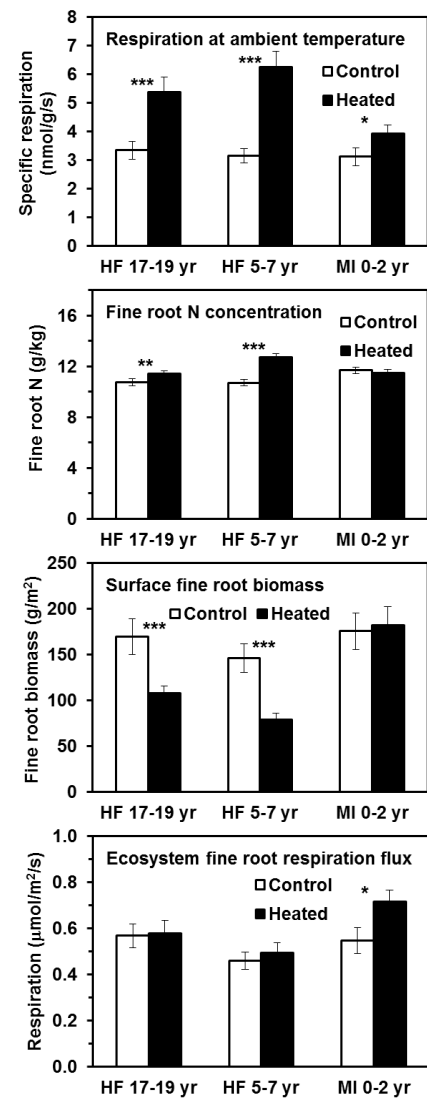 Respiration at ambient temperature
Control
Heated
Specific respiration
(nmol/g/s)
8
7
6
5
4
3
2
1
0
***
***
*
HF 17-19 yr HF 5-7 yr MI 0-2 yr
Fine root N concentration
Control
Heated
Fine root N (g/kg)
16
12
8
4
0
**
***
HF 17-19 yr HF 5-7 yr MI 0-2 yr
Surface fine root biomass
Control Heated
Fine root biomass (g/m²)
250
200
150
100
50
0
***
***
HF 17-19 yr HF 5-7 yr MI 0-2 yr
Ecosystem fine root respiration flux
Control
Heated
Respiration (μmol/m²/s)
1.0
0.8
0.6
0.4
0.2
0.0
*
HF 17-19 yr HF 5-7 yr MI 0-2 yr